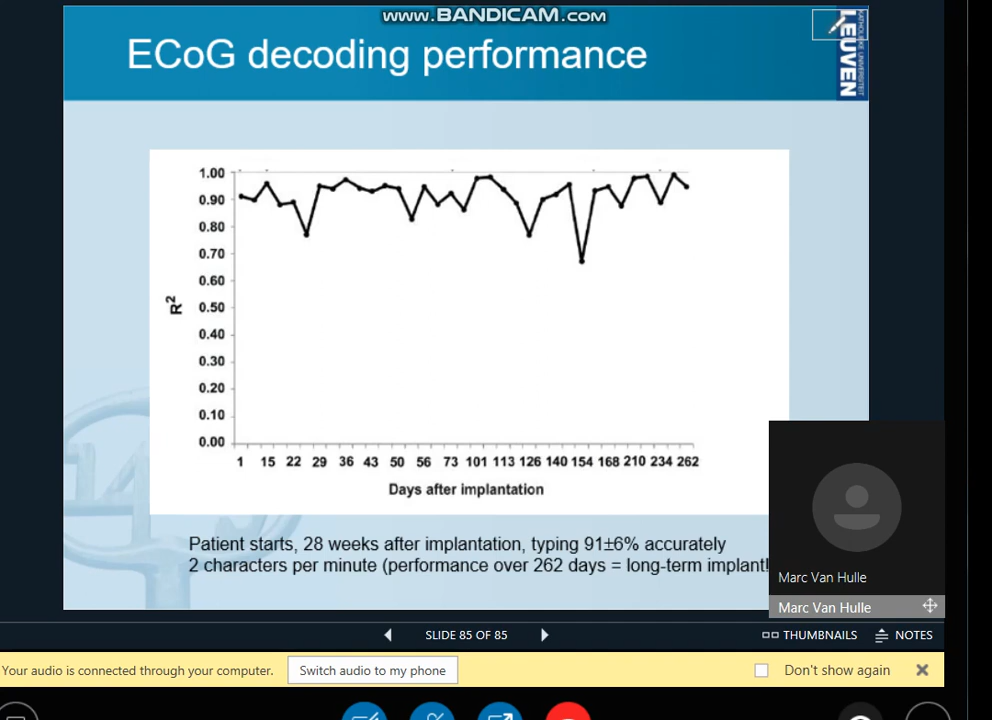 www.BANDICAM.com
ECoG decoding performance
KATHOLIEKE UNIVERSITEIT
LEUVEN
1.00
0.90
0.80
0.70
0.60
0.50
0.40
0.30
0.20
0.10
0.00
R²
1 15 22 29 36 43 50 56 73 101 113 126 140 154 168 210 234 262
Days after implantation
Patient starts, 28 weeks after implantation, typing 91±6% accurately
2 characters per minute (performance over 262 days = long-term implant!
Marc Van Hulle
Marc Van Hulle
SLIDE 85 OF 85
THUMBNAILS
NOTES
Your audio is connected through your computer.
Switch audio to my phone
Don't show again